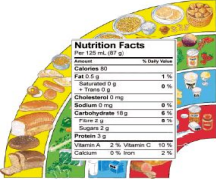 Nutrition Facts
Per 125 mL (87 g)
Amount % Daily Value
Calories 80
Fat 0.5 g 1 %
Saturated 0 g 0 %
+ Trans 0 g
Cholesterol 0 mg
Sodium 0 mg 0 %
Carbohydrate 18 g 6 %
Fibre 2 g 8 %
Sugars 2 g
Protein 3 g
Vitamin A 2 % Vitamin C 10 %
Calcium 0 % Iron 2 %